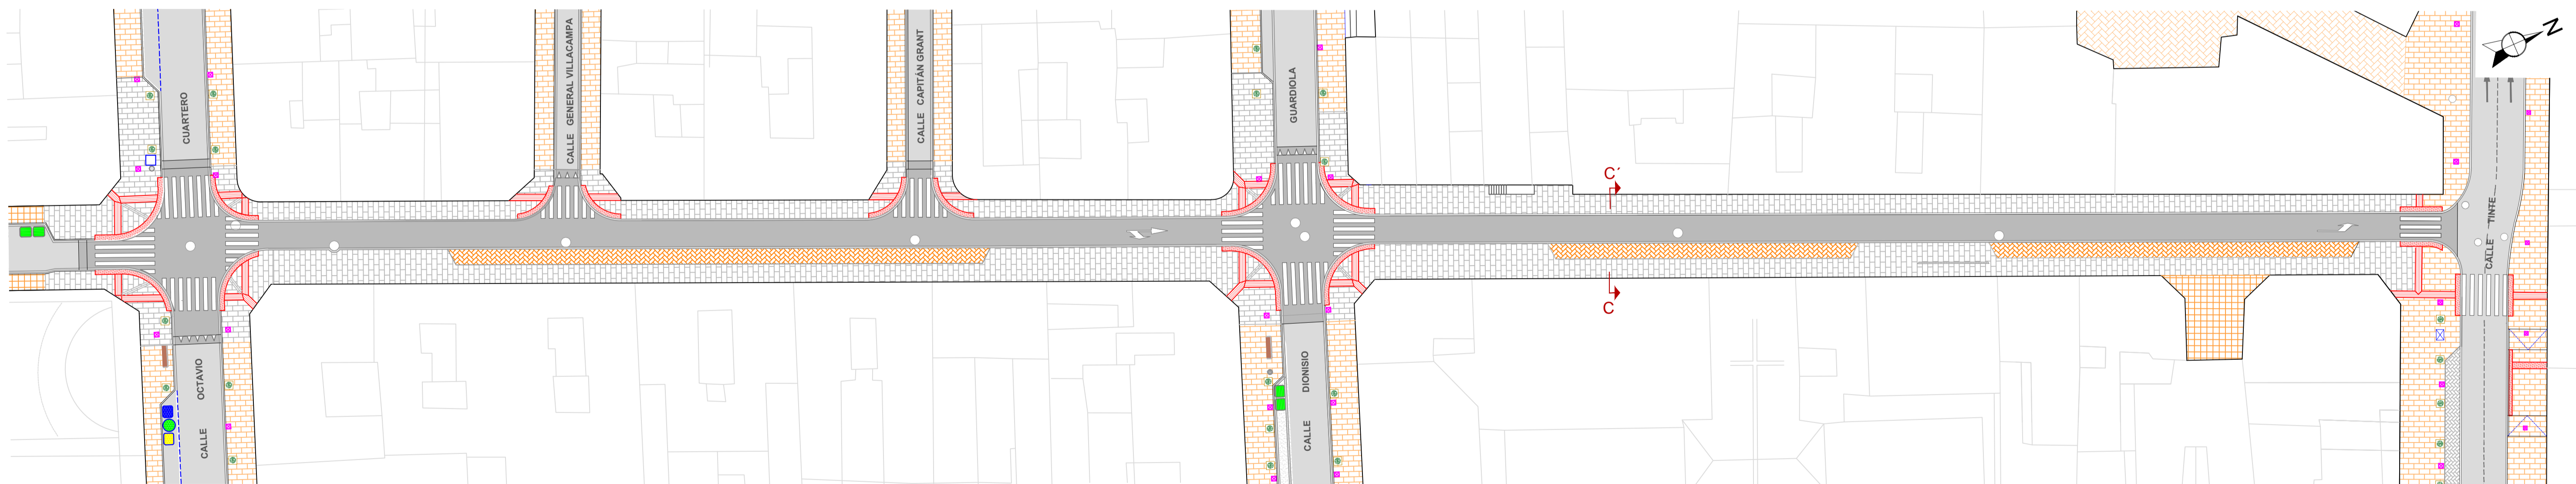 CUARTERO
CALLE GENERAL VILLACAMPA
CALLE CAPITÁN GRANT
GUARDIOLA
N
C´
C
CALLE TINTE
CALLE OCTAVIO
CALLE DIONISIO